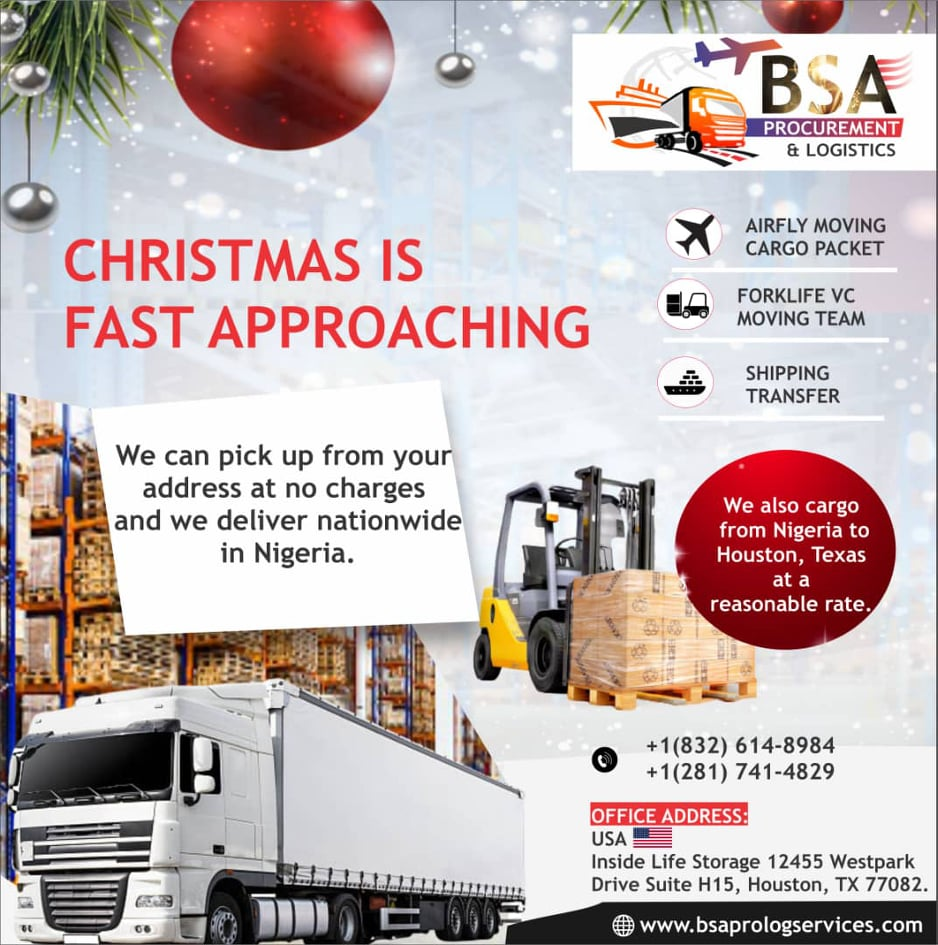 BSA
PROCUREMENT
& LOGISTICS
CHRISTMAS IS
FAST APPROACHING
AIRFLY MOVING
CARGO PACKET
FORKLIFE VC
MOVING TEAM
SHIPPING
TRANSFER
We can pick up from your
address at no charges
and we deliver nationwide
in Nigeria.
We also cargo
from Nigeria to
Houston, Texas
at a
reasonable rate.
+1(832) 614-8984
+1(281) 741-4829
OFFICE ADDRESS:
USA
Inside Life Storage 12455 Westpark
Drive Suite H15, Houston, TX 77082.
www.bsaprologservices.com